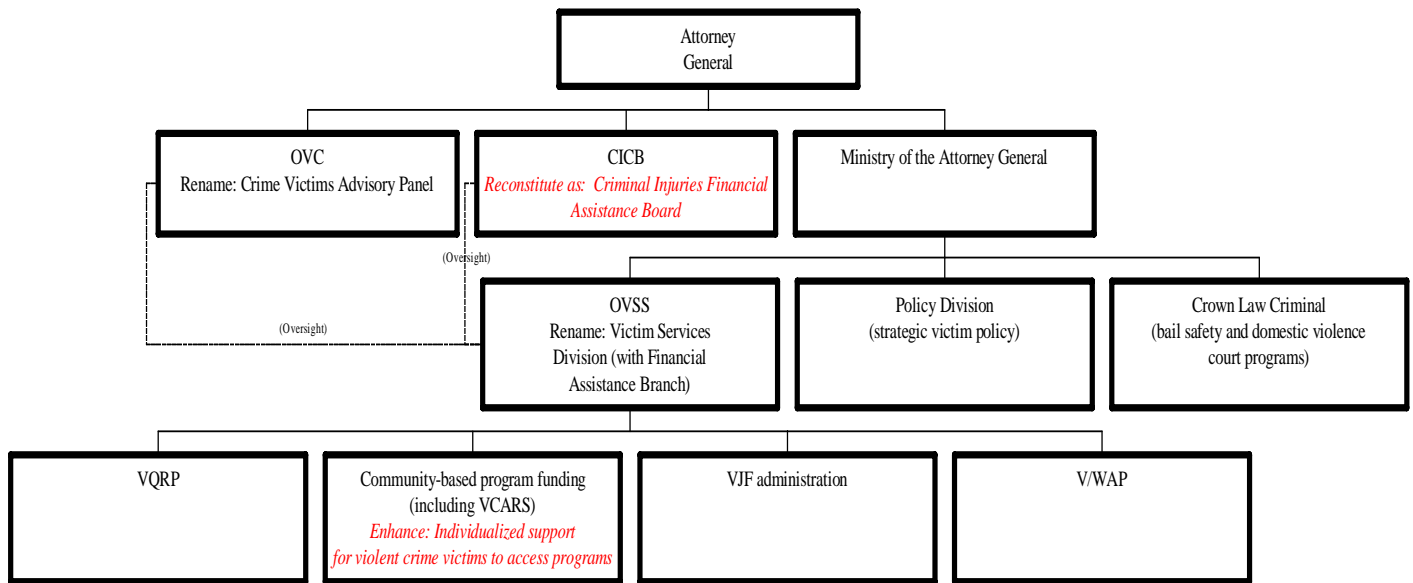 Attorney
General
OVC
Rename: Crime Victims Advisory Panel
CICB
Reconstitute as: Criminal Injuries Financial
Assistance Board
Ministry of the Attorney General
(Oversight)
(Oversight)
OVSS
Rename: Victim Services
Division (with Financial
Assistance Branch)
Policy Division
(strategic victim policy)
Crown Law Criminal
(bail safety and domestic violence
court programs)
VQRP
Community-based program funding
(including VCARS)
Enhance: Individualized support
for violent crime victims to access programs
VJF administration
V/WAP